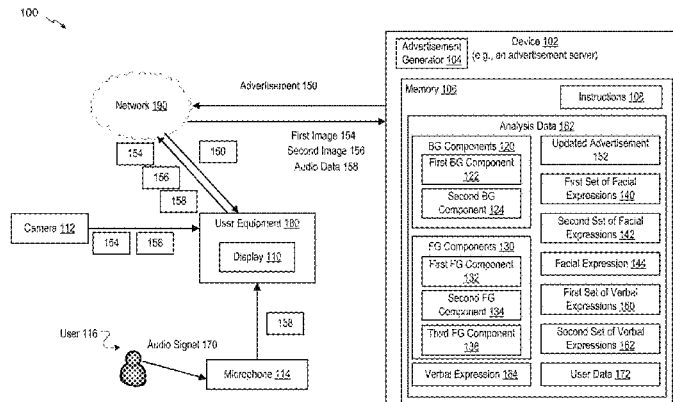 100
Device 102
(e.g., an advertisement server)
Advertisement
Generator 104
Memory 106
Instructions 108
Advertisement 150
Network 190
First Image 154
Second Image 156
Audio Data 158
154
156
158
150
Analysis Data 162
BG Components 120
First BG
Component
122
Second BG
Component 124
FG Components 130
First FG
Component
132
Second FG
Component
134
Third FG
Component
136
Verbal Expression 164
Updated Advertisement
152
First Set of Facial
Expressions 140
Second Set of Facial
Expressions 142
Facial Expression 144
First Set of Verbal
Expressions 160
Second Set of Verbal
Expressions 162
User Data 172
Camera 112
154
156
User Equipment 180
Display 110
158
User 116
Audio Signal 170
Microphone 114